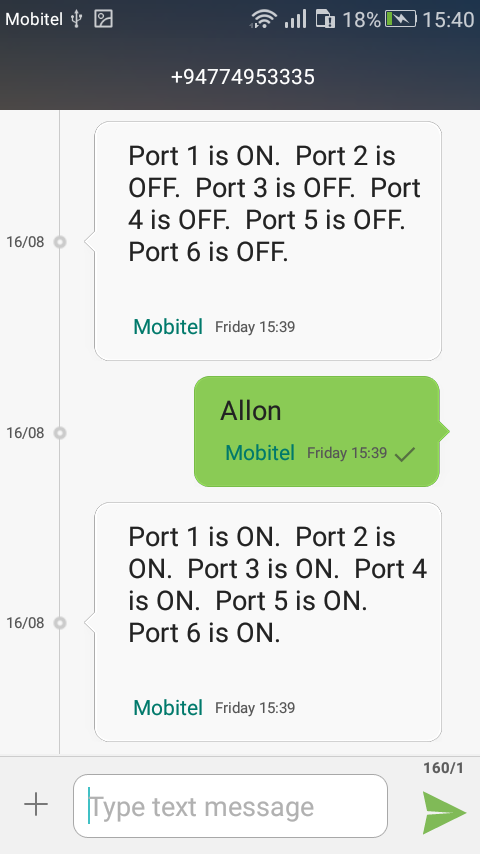 Mobitel 18% 15:40
+94774953335
Port 1 is ON.  Port 2 is
OFF.  Port 3 is OFF.  Port
4 is OFF.  Port 5 is OFF.
Port 6 is OFF.
16/08
Mobitel Friday 15:39
Allon
16/08
Mobitel Friday 15:39
Port 1 is ON.  Port 2 is
ON.  Port 3 is ON.  Port 4
is ON.  Port 5 is ON.
Port 6 is ON.
16/08
Mobitel Friday 15:39
160/1
Type text message